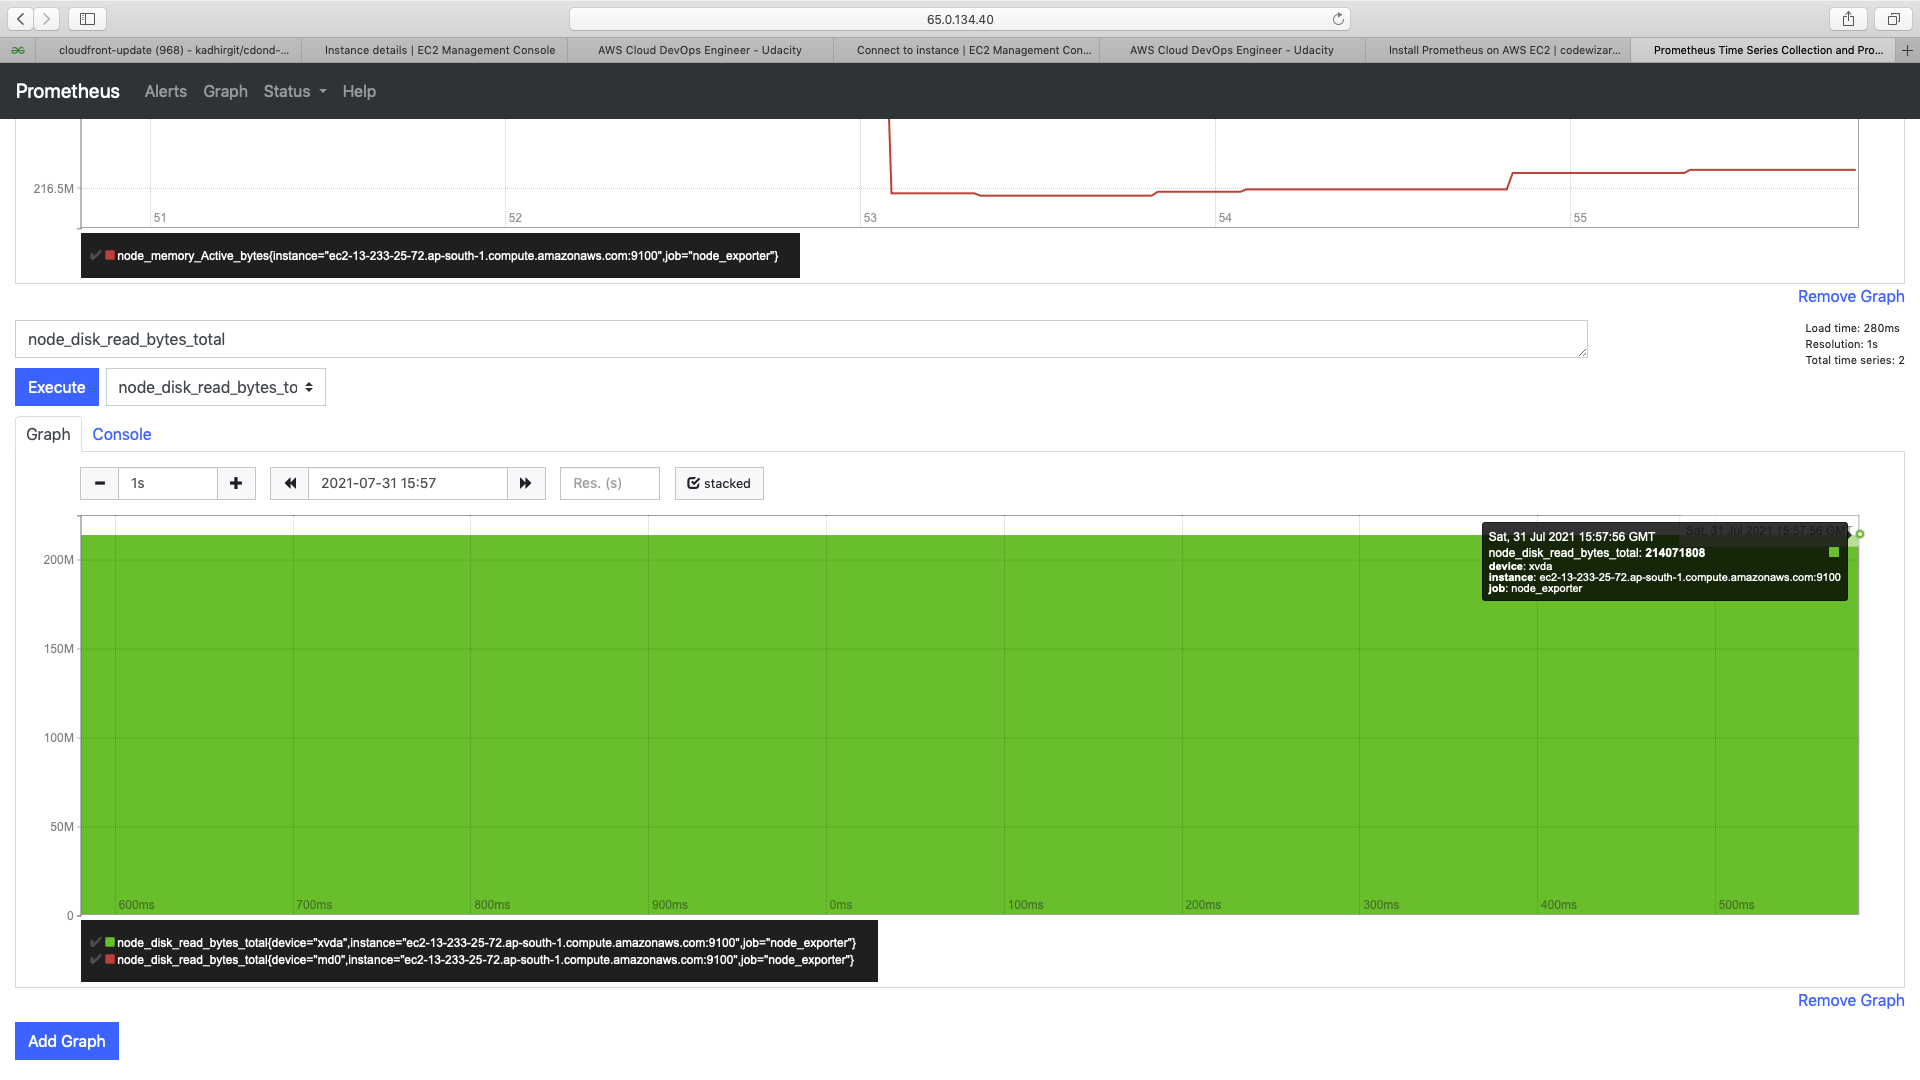 65.0.134.40
cloudfront-update (968) - kadhirgit/cdond-...
Instance details | EC2 Management Console
AWS Cloud DevOps Engineer - Udacity
Connect to instance | EC2 Management Con...
AWS Cloud DevOps Engineer - Udacity
Install Prometheus on AWS EC2 | codewizar...
Prometheus Time Series Collection and Pro...
Prometheus Alerts Graph Status Help
216.5M
51 52 53 54 55
node_memory_Active_bytes{instance="ec2-13-233-25-72.ap-south-1.compute.amazonaws.com:9100",job="node_exporter"}
Remove Graph
node_disk_read_bytes_total
Load time: 280ms
Resolution: 1s
Total time series: 2
Execute node_disk_read_bytes_to
Graph Console
1s 2021-07-31 15:57 Res. (s) stacked
Sat, 31 Jul 2021 15:57:56 GMT
Sat, 31 Jul 2021 15:57:56 GMT
node_disk_read_bytes_total: 214071808
device: xvda
instance: ec2-13-233-25-72.ap-south-1.compute.amazonaws.com:9100
job: node_exporter
200M
150M
100M
50M
0
600ms 700ms 800ms 900ms 0ms 100ms 200ms 300ms 400ms 500ms
node_disk_read_bytes_total{device="xvda",instance="ec2-13-233-25-72.ap-south-1.compute.amazonaws.com:9100",job="node_exporter"}
node_disk_read_bytes_total{device="md0",instance="ec2-13-233-25-72.ap-south-1.compute.amazonaws.com:9100",job="node_exporter"}
Remove Graph
Add Graph